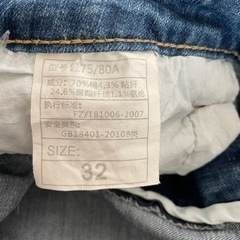 型号:175/80A
成分: 70%棉4.3%粘纤
24.6%聚酯纤维1.1%氨纶
执行标准:
FZ/T81006-2007
安全类别:
GB18401-2010B类
SIZE:
32